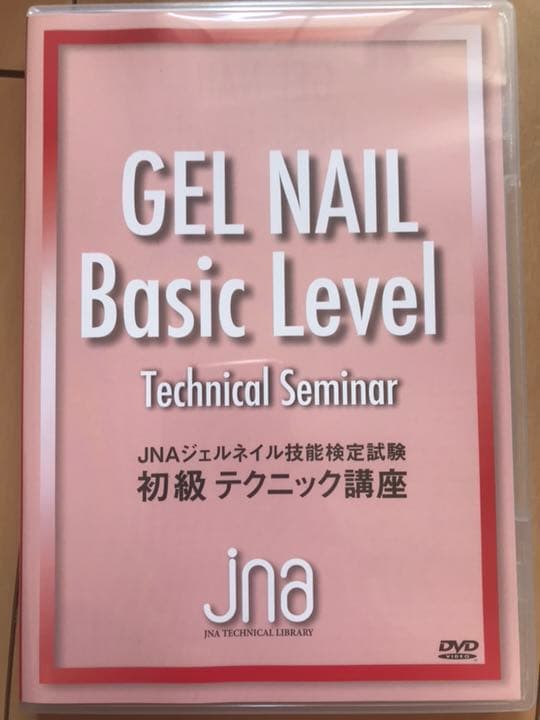 GEL NAIL
Basic Level
Technical Seminar
JNAジェルネイル技能検定試験
初級 テクニック講座
jna
JNA TECHNICAL LIBRARY
DVD
VIDEO